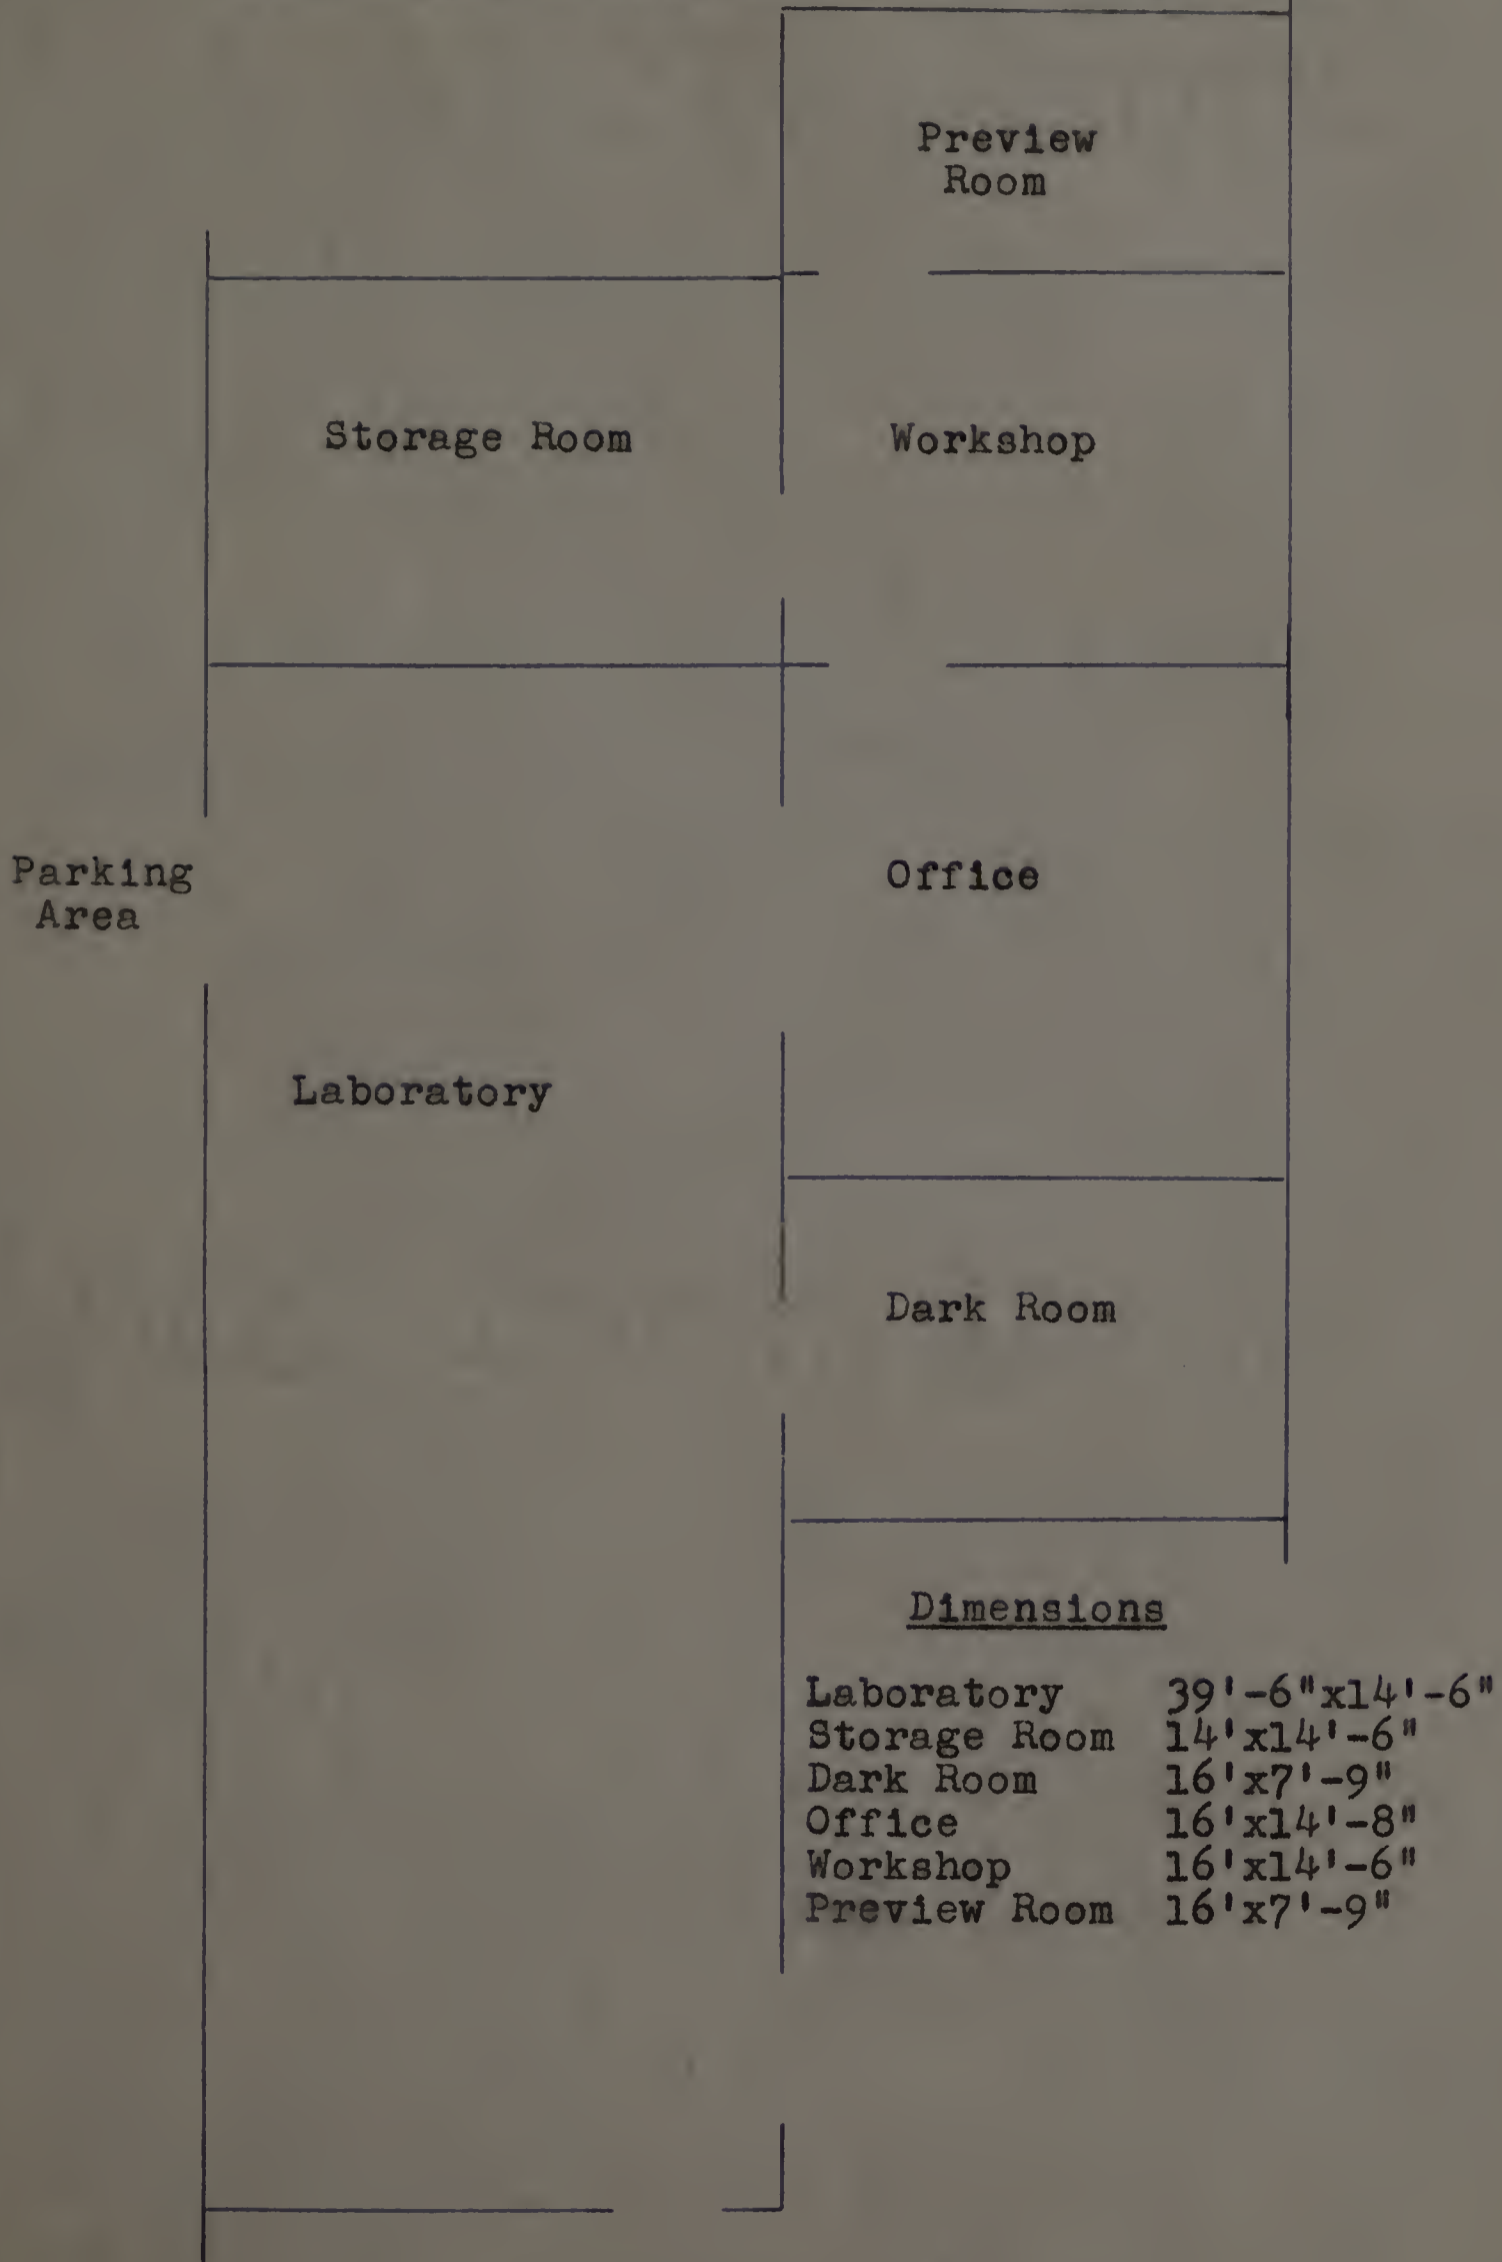 Preview
Room
Storage Room
Workshop
Parking
Area
Office
Laboratory
Dark Room
Dimensions
Laboratory 39'-6"x14'-6"
Storage Room 14'x14'-6"
Dark Room 16'x7'-9"
Office 16'x14'-8"
Workshop 16'x14'-6"
Preview Room 16'x7'-9"